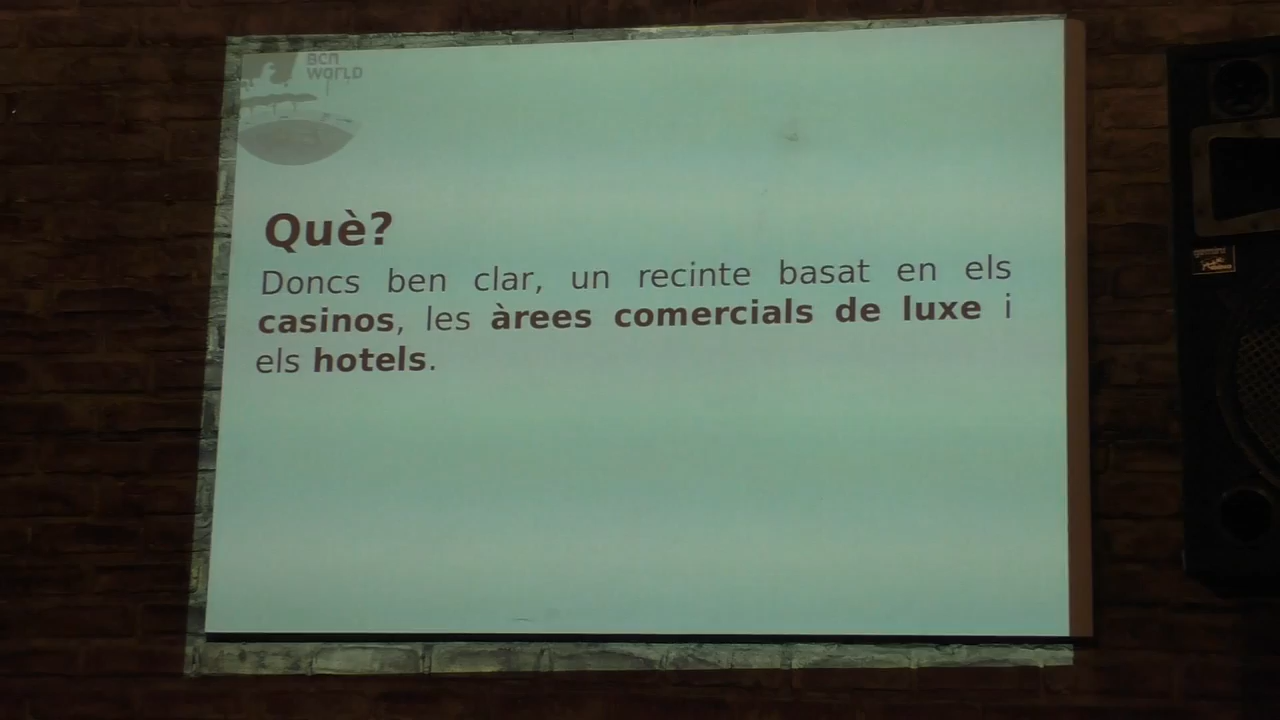 BCN
WORLD
Què?
Doncs ben clar, un recinte basat en els
casinos, les àrees comercials de luxe i
els hotels.
gemini